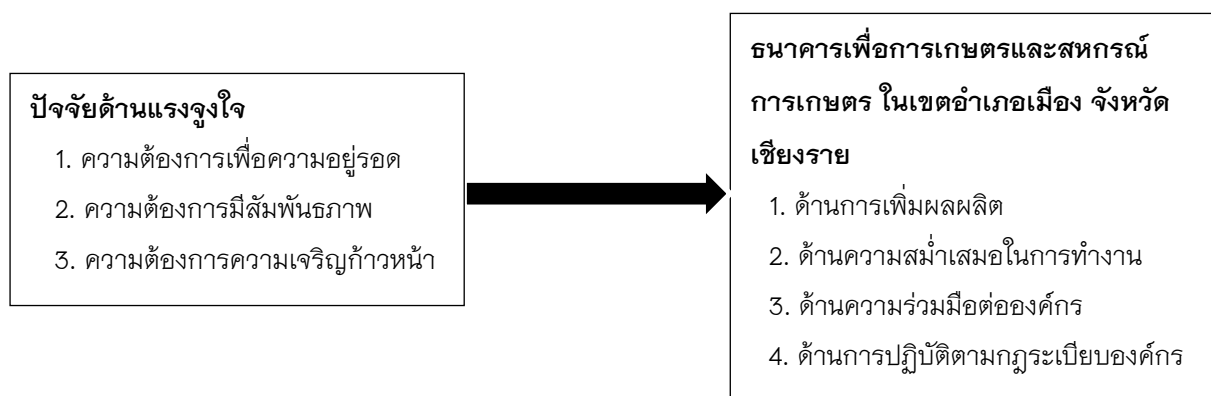 ปัจจัยด้านแรงจูงใจ
1. ความต้องการเพื่อความอยู่รอด
2. ความต้องการมีสัมพันธภาพ
3. ความต้องการความเจริญก้าวหน้า
ธนาคารเพื่อการเกษตรและสหกรณ์
การเกษตร ในเขตอำเภอเมือง จังหวัด
เชียงราย
1. ด้านการเพิ่มผลผลิต
2. ด้านความสม่ำเสมอในการทำงาน
3. ด้านความร่วมมือต่อองค์กร
4. ด้านการปฏิบัติตามกฎระเบียบองค์กร